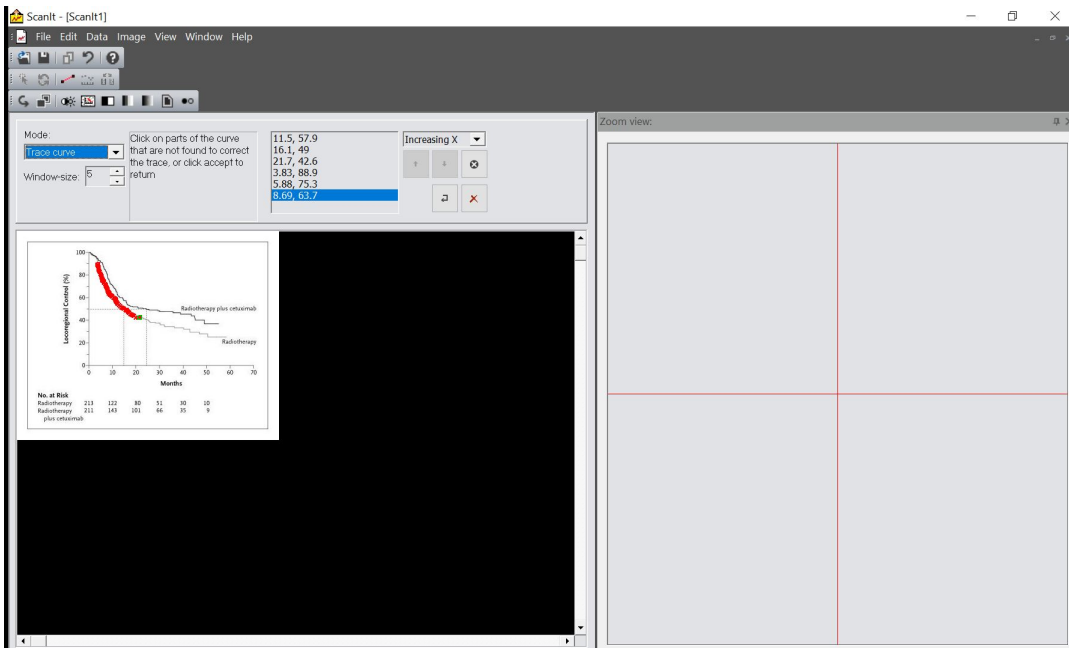 ScanIt - [ScanIt1]
File Edit Data Image View Window Help
Mode:
Trace curve
Window-size: 5
Click on parts of the curve
that are not found to correct
the trace, or click accept to
return
11.5, 57.9
16.1, 49
21.7, 42.6
3.83, 88.9
5.88, 75.3
8.69, 63.7
Increasing X
Zoom view:
Locoregional Control (%)
100
80
60
40
20
0
Radiotherapy plus cetuximab
Radiotherapy
0 10 20 30 40 50 60 70
Months
No. at Risk
Radiotherapy 213 122 80 51 30 10
Radiotherapy 211 143 101 66 35 9
plus cetuximab